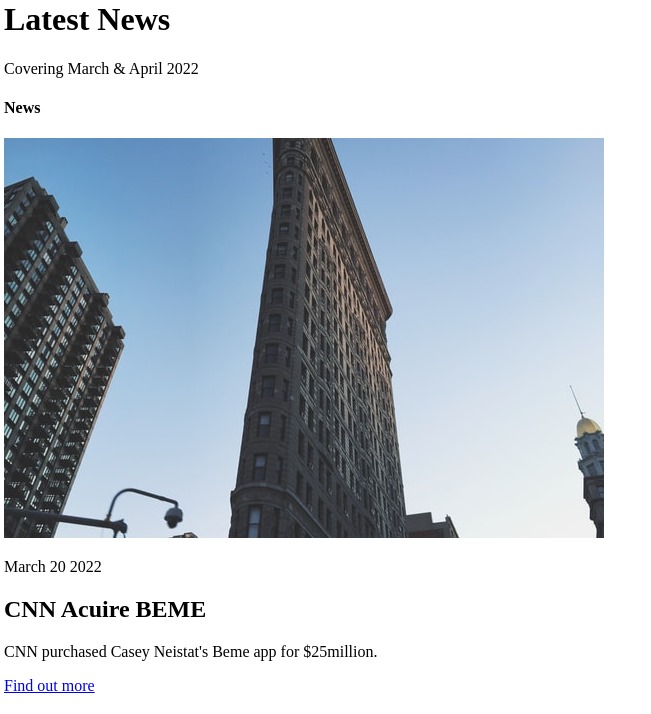 Latest News
Covering March & April 2022
News
March 20 2022
CNN Acuire BEME
CNN purchased Casey Neistat's Beme app for $25million.
Find out more